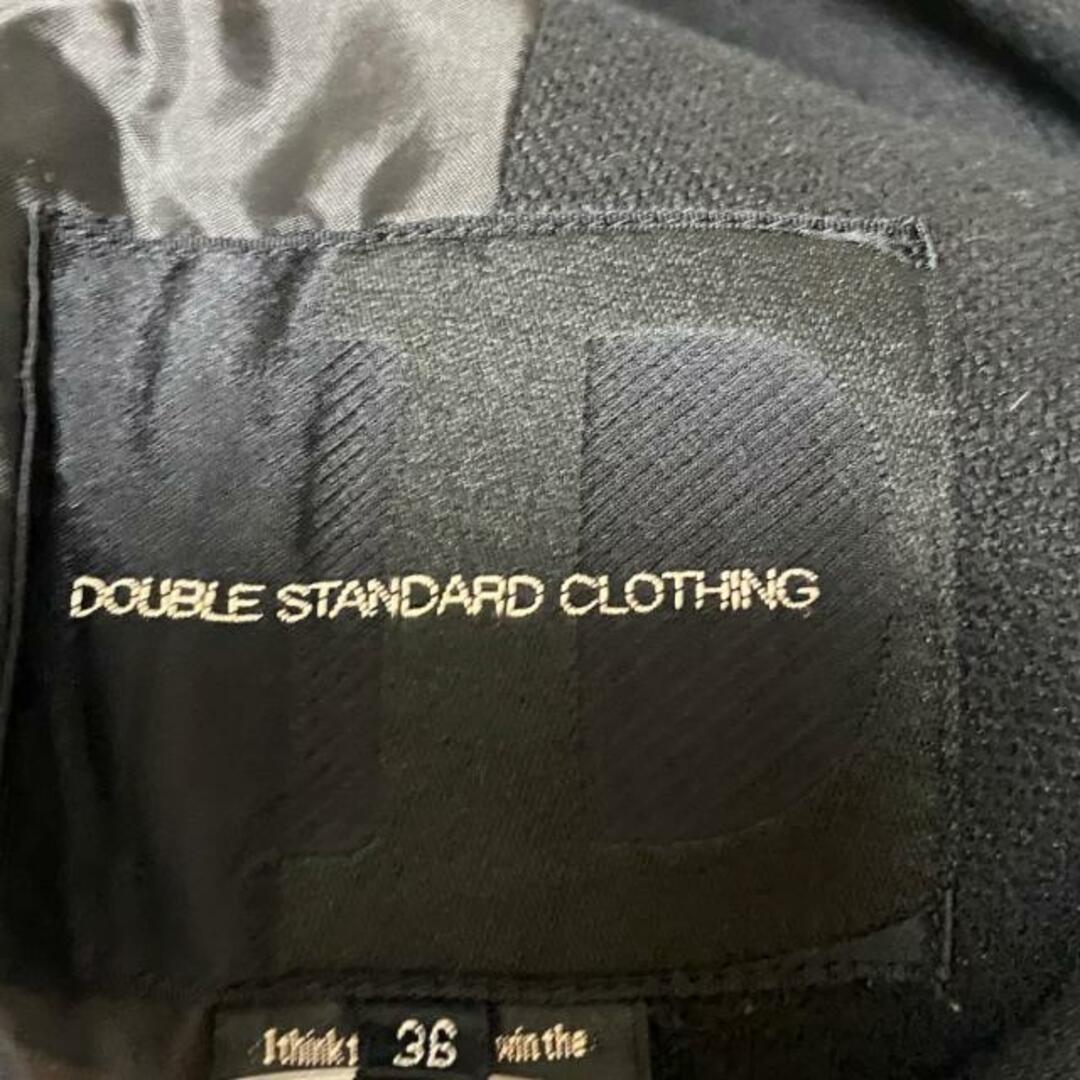 DOUBLE STANDARD CLOTHING
I think I 36 win the